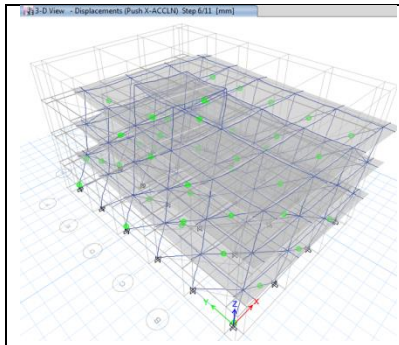 3-D View - Displacements (Push X-ACCLN) Step 6/11 [mm]
Z
Y
X